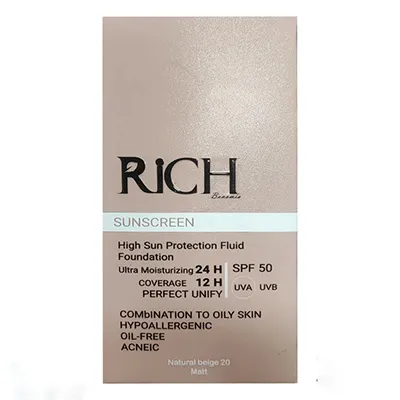 RiCH
Bonomia
SUNSCREEN
High Sun Protection Fluid
Foundation
Ultra Moisturizing 24 H
COVERAGE 12 H
PERFECT UNIFY
SPF 50
UVA UVB
COMbINATION TO OILY SKIN
HYPOALLERGENIC
OIL-FREE
ACNEIC
Natural beige 20
Matt